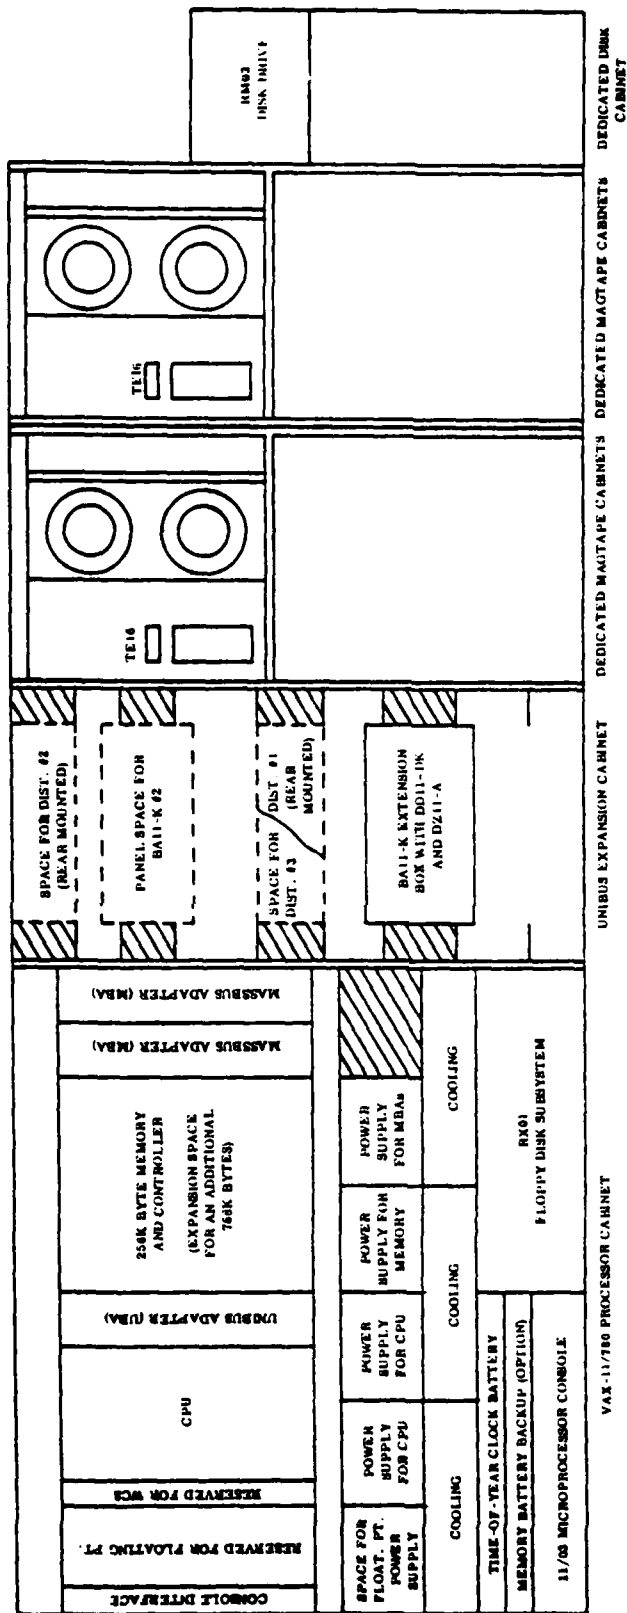 CONSOLE INTERFACE
RESERVED FOR FLOATING PT.
RESERVED FOR WCS
CPU
UNIBUS ADAPTER (UBA)
256K BYTE MEMORY
AND CONTROLLER
(EXPANSION SPACE
FOR AN ADDITIONAL
768K BYTES)
MASSBUS ADAPTER (MBA)
MASSBUS ADAPTER (MBA)
SPACE FOR
FLOAT. PT.
POWER
SUPPLY
POWER
SUPPLY
FOR CPU
POWER
SUPPLY
FOR CPU
POWER
SUPPLY FOR
MEMORY
POWER
SUPPLY
FOR MBAs
COOLING
COOLING
COOLING
TIME-OF-YEAR CLOCK BATTERY
MEMORY BATTERY BACKUP (OPTION)
11/03 MICROPROCESSOR CONSOLE
RX01
FLOPPY DISK SUBSYSTEM
VAX-11/780 PROCESSOR CABINET
SPACE FOR DIST. #2
(REAR MOUNTED)
PANEL SPACE FOR
BA11-K #2
SPACE FOR
DIST. #3
DIST. #1
(REAR
MOUNTED)
BA11-K EXTENSION
BOX WITH DD11-DK
AND DZ11-A
UNIBUS EXPANSION CABINET
TE16
DEDICATED MAGTAPE CABINETS
TE16
DEDICATED MAGTAPE CABINETS
RM03
DISK DRIVE
DEDICATED DISK
CABINET